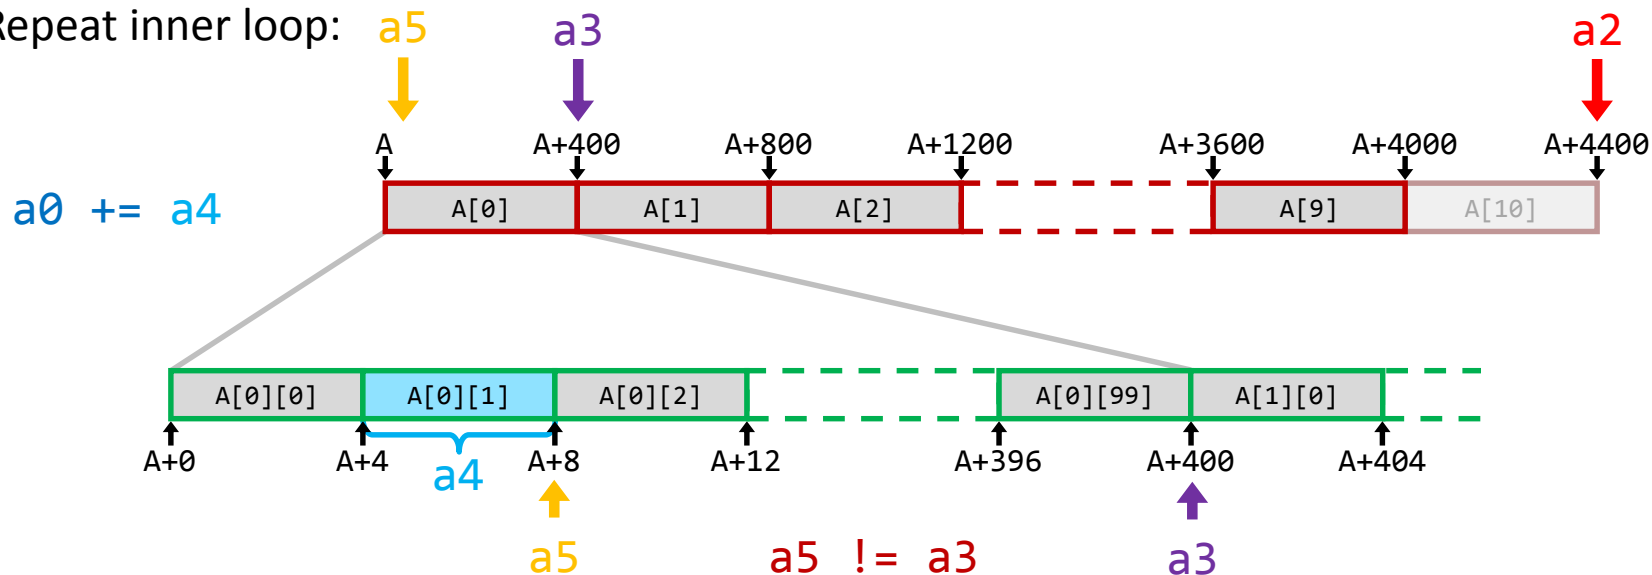 Repeat inner loop: a5 a3 a2
A A+400 A+800 A+1200 A+3600 A+4000 A+4400
a0 += a4 A[0] A[1] A[2] A[9] A[10]
A[0][0] A[0][1] A[0][2] A[0][99] A[1][0]
A+0 A+4 a4 A+8 A+12 A+396 A+400 A+404
a5 a5 != a3 a3